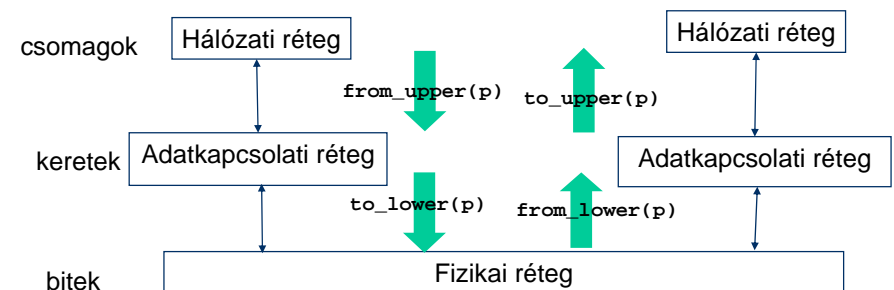 csomagok
Hálózati réteg
Hálózati réteg
from_upper(p)
to_upper(p)
keretek
Adatkapcsolati réteg
Adatkapcsolati réteg
to_lower(p)
from_lower(p)
bitek
Fizikai réteg